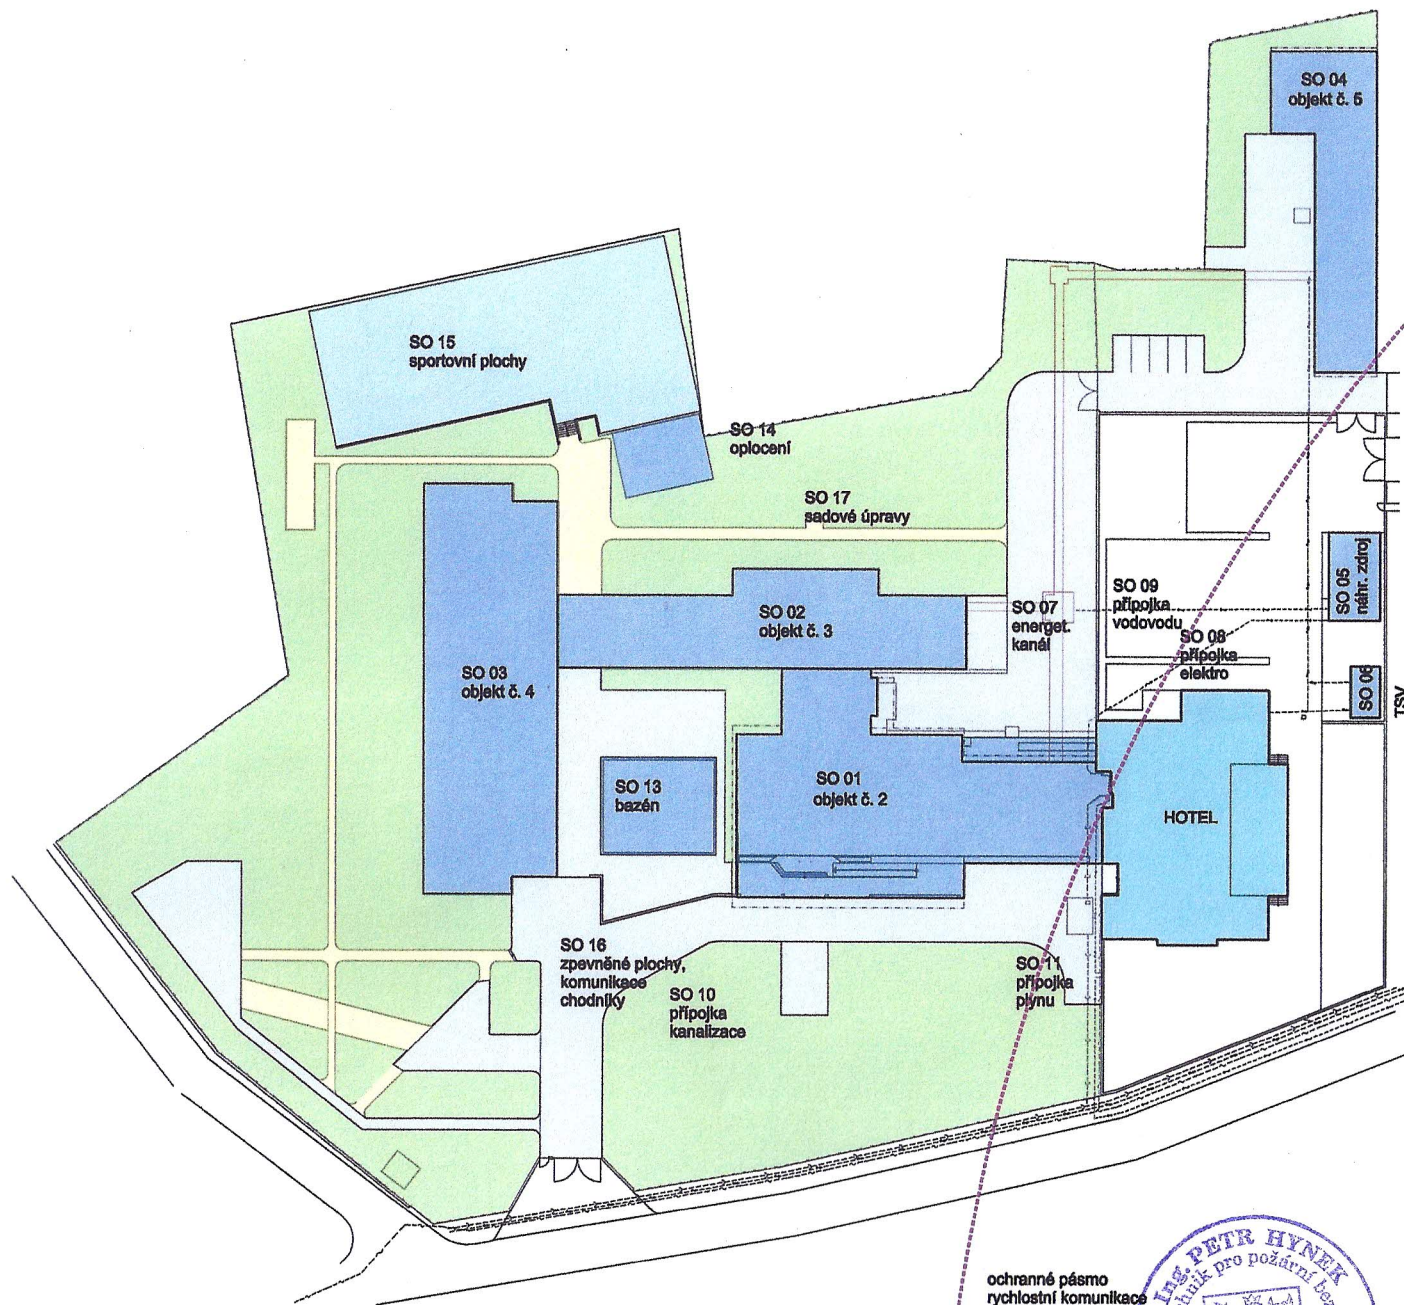 SO 04
objekt č. 5
SO 15
sportovní plochy
SO 14
oplocení
SO 17
sadové úpravy
SO 05
náhr. zdroj
SO 09
přípojka
vodovodu
SO 02
objekt č. 3
SO 07
energet.
kanál
SO 08
přípojka
elektro
SO 03
objekt č. 4
SO 06
TSV
SO 13
bazén
SO 01
objekt č. 2
HOTEL
SO 16
zpevněné plochy,
komunikace
chodníky
SO 10
přípojka
kanalizace
SO 11
přípojka
plynu
ochranné pásmo
rychlostní komunikace
Ing. PETR HYNEK
pro požární